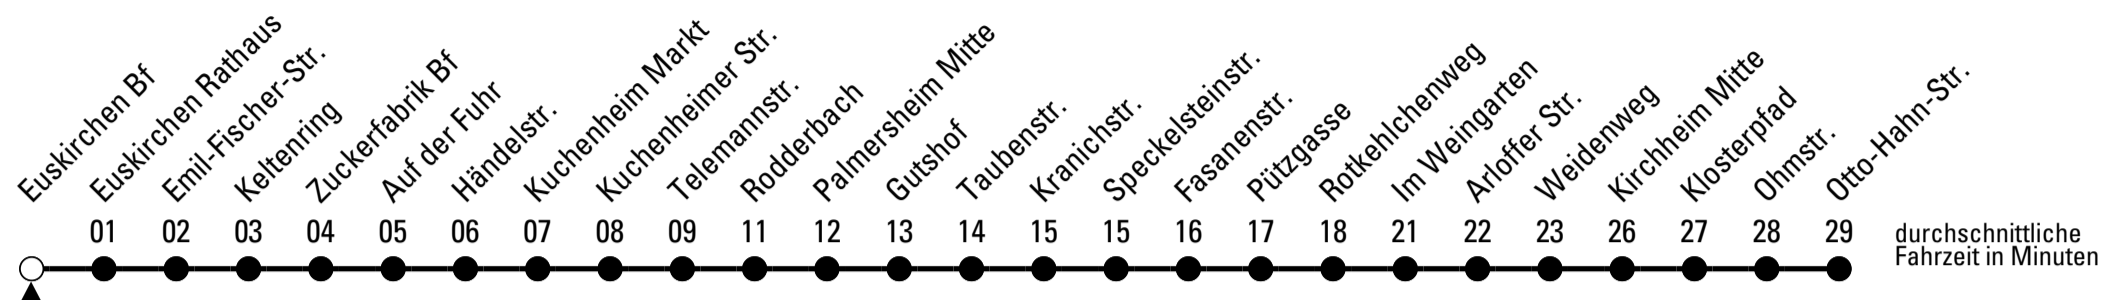 Euskirchen Bf
Euskirchen Rathaus
Emil-Fischer-Str.
Keltenring
Zuckerfabrik Bf
Auf der Fuhr
Händelstr.
Kuchenheim Markt
Kuchenheimer Str.
Telemannstr.
Rodderbach
Palmersheim Mitte
Gutshof
Taubenstr.
Kranichstr.
Speckelsteinstr.
Fasanenstr.
Pützgasse
Rotkehlchenweg
Im Weingarten
Arloffer Str.
Weidenweg
Kirchheim Mitte
Klosterpfad
Ohmstr.
Otto-Hahn-Str.
01 02 03 04 05 06 07 08 09 11 12 13 14 15 15 16 17 18 21 22 23 26 27 28 29
durchschnittliche
Fahrzeit in Minuten